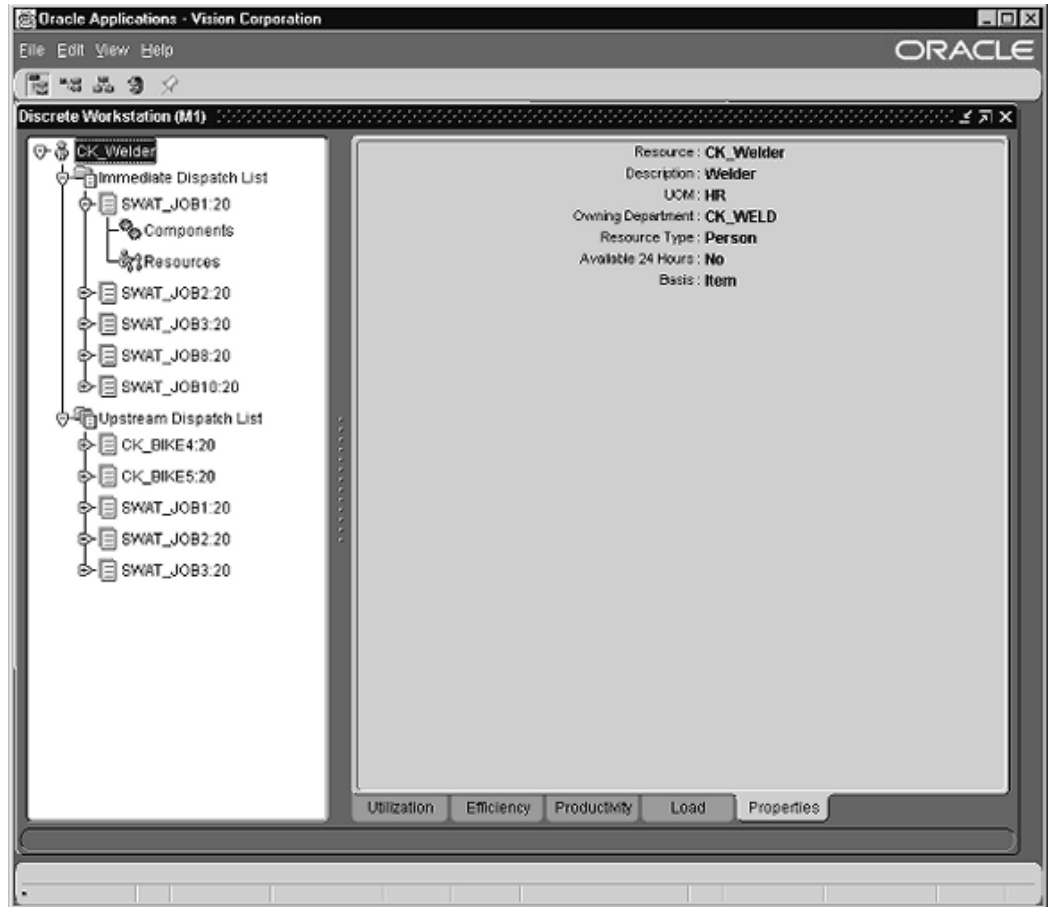 Oracle Applications - Vision Corporation
File Edit View Help
ORACLE
Discrete Workstation (M1)
CK_Welder
Immediate Dispatch List
SWAT_JOB1:20
Components
Resources
SWAT_JOB2:20
SWAT_JOB3:20
SWAT_JOB8:20
SWAT_JOB10:20
Upstream Dispatch List
CK_BIKE4:20
CK_BIKE5:20
SWAT_JOB1:20
SWAT_JOB2:20
SWAT_JOB3:20
Resource : CK_Welder
Description : Welder
UOM : HR
Owning Department : CK_WELD
Resource Type : Person
Available 24 Hours : No
Basis : Item
Utilization Efficiency Productivity Load Properties